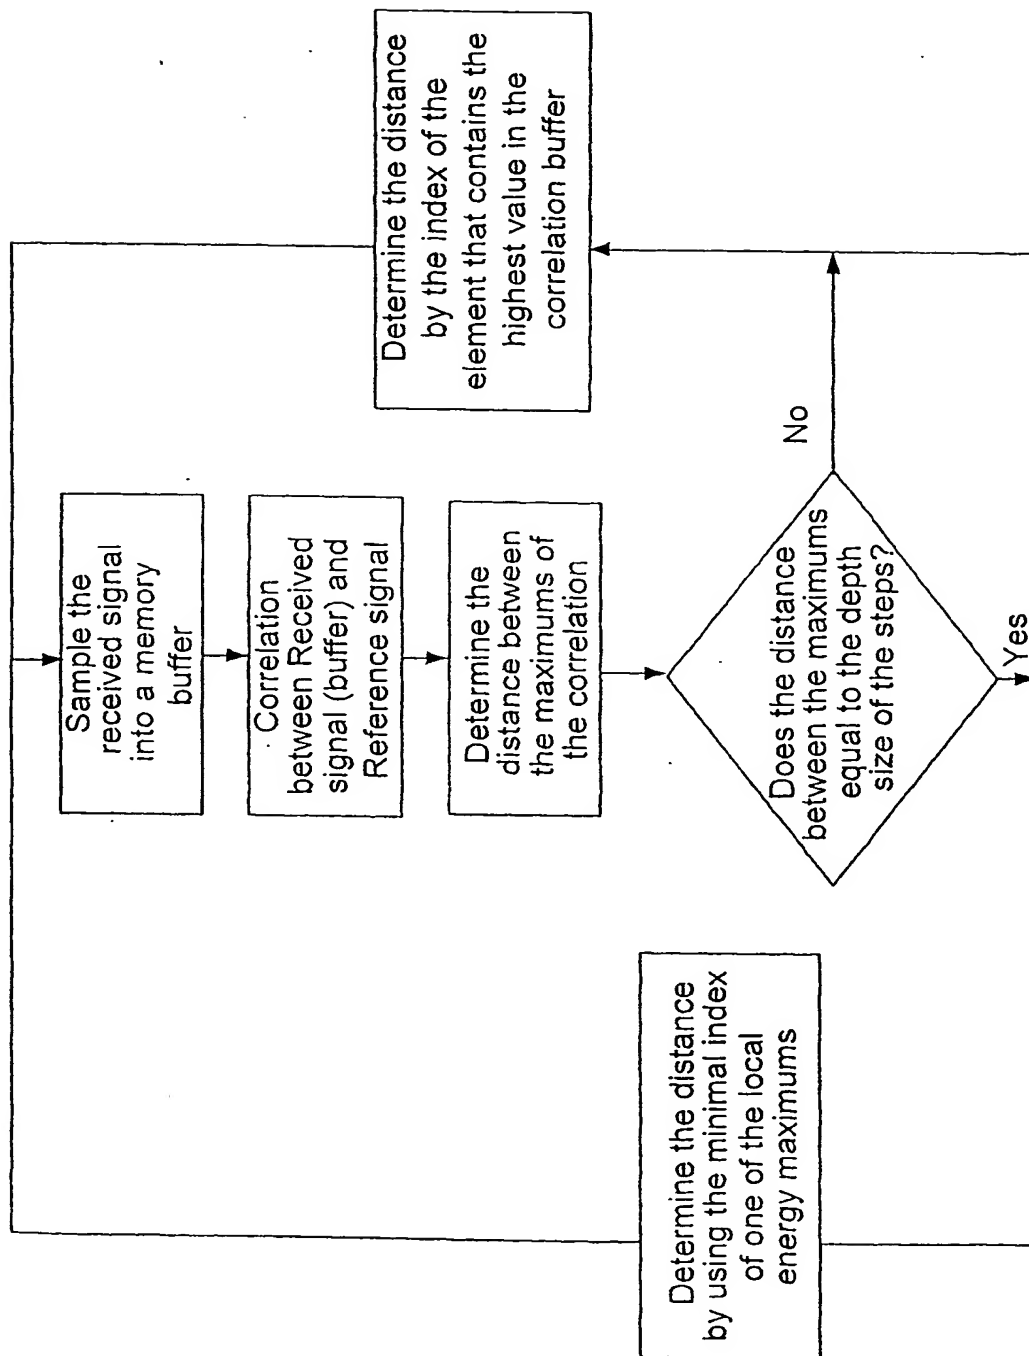 Sample the
received signal
into a memory
buffer
Correlation
between Received
signal (buffer) and
Reference signal
Determine the
distance between
the maximums of
the correlation
Does the distance
between the maximums
equal to the depth
size of the steps?
No
Yes
Determine the distance
by the index of the
element that contains the
highest value in the
correlation buffer
Determine the distance
by using the minimal index
of one of the local
energy maximums